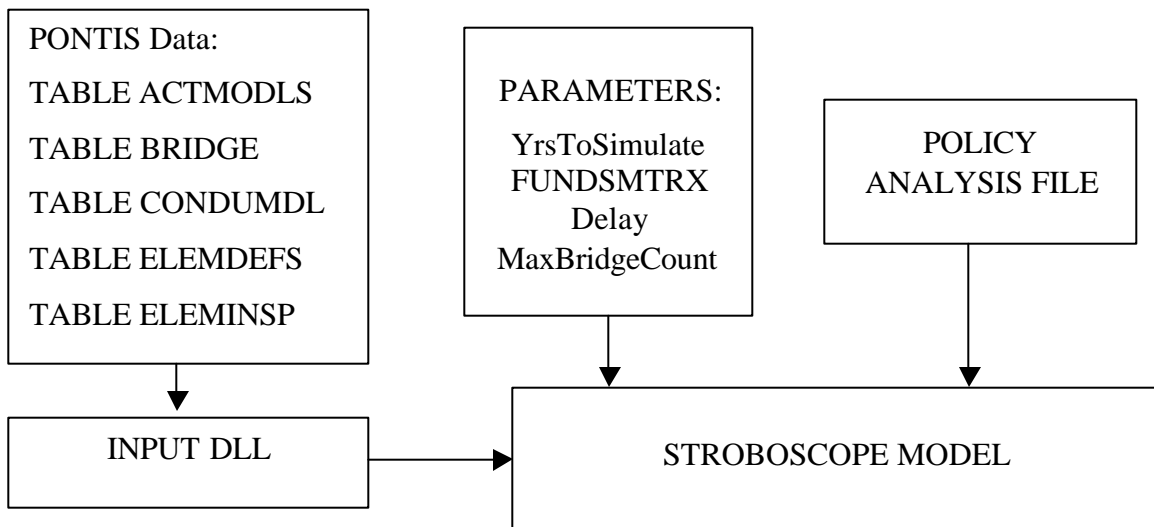 PONTIS Data:
TABLE ACTMODLS
TABLE BRIDGE
TABLE CONDUMDL
TABLE ELEMDEFS
TABLE ELEMINSP
PARAMETERS:
YrsToSimulate
FUNDSMTRX
Delay
MaxBridgeCount
POLICY
ANALYSIS FILE
INPUT DLL
STROBOSCOPE MODEL